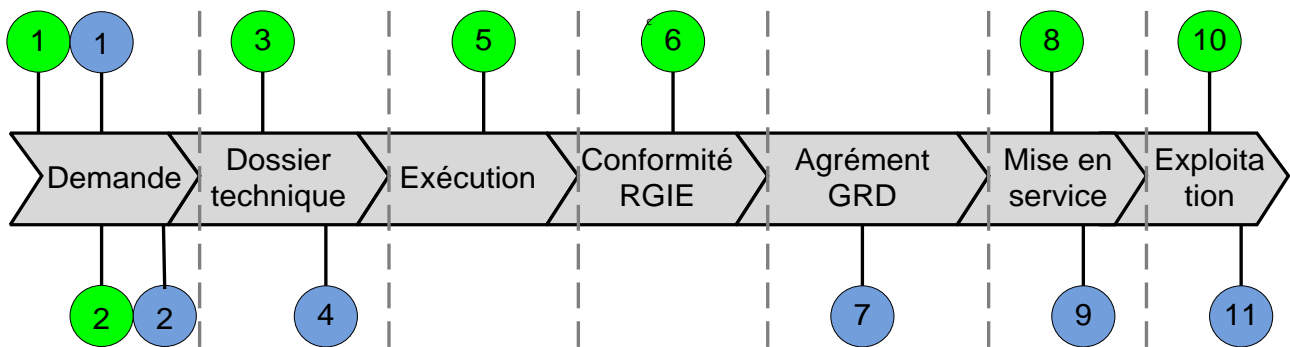 1
1
3
5
c
6
8
10
Demande
Dossier
technique
Exécution
Conformité
RGIE
Agrément
GRD
Mise en
service
Exploita
tion
2
2
4
7
9
11